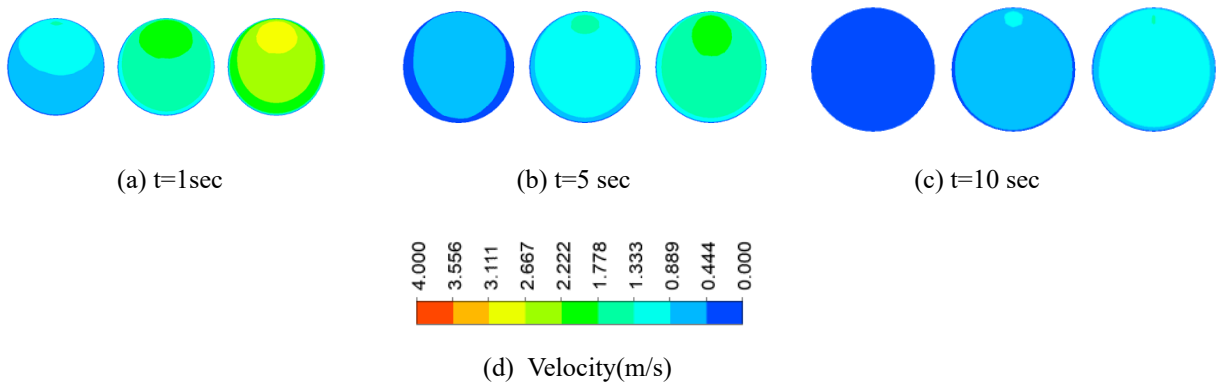 (a) t=1sec
(b) t=5 sec
(c) t=10 sec
4.000
3.556
3.111
2.667
2.222
1.778
1.333
0.889
0.444
0.000
(d) Velocity(m/s)